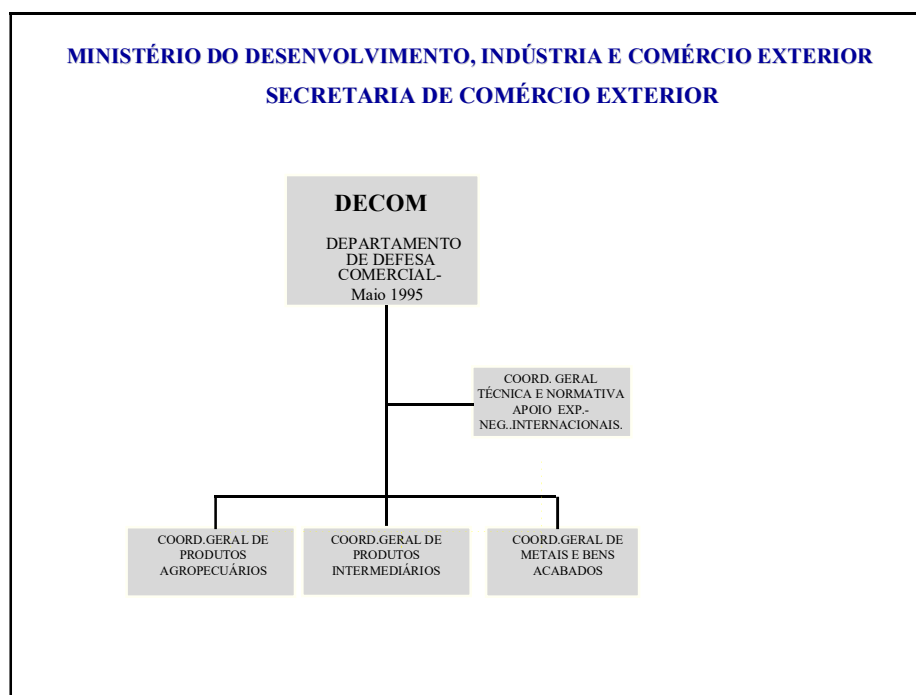 MINISTÉRIO DO DESENVOLVIMENTO, INDÚSTRIA E COMÉRCIO EXTERIOR
SECRETARIA DE COMÉRCIO EXTERIOR
DECOM
DEPARTAMENTO
DE DEFESA
COMERCIAL-
Maio 1995
COORD. GERAL
TÉCNICA E NORMATIVA
APOIO EXP.-
NEG..INTERNACIONAIS.
COORD.GERAL DE
PRODUTOS
AGROPECUÁRIOS
COORD.GERAL DE
PRODUTOS
INTERMEDIÁRIOS
COORD.GERAL DE
METAIS E BENS
ACABADOS